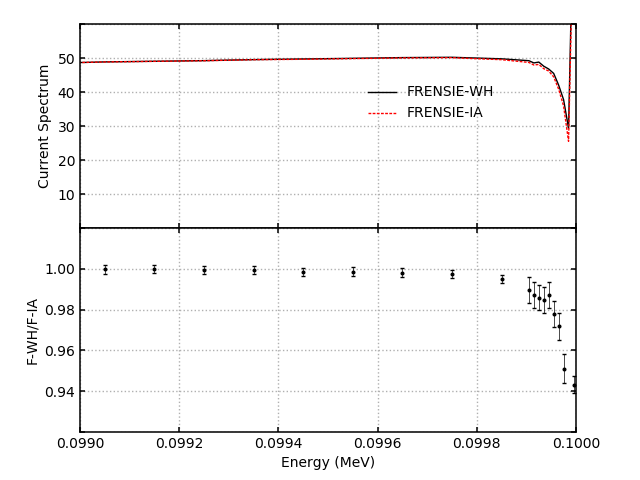 50
40
30
20
10
Current Spectrum
FRENSIE-WH
FRENSIE-IA
1.00
0.98
0.96
0.94
F-WH/F-IA
0.0990 0.0992 0.0994 0.0996 0.0998 0.1000
Energy (MeV)